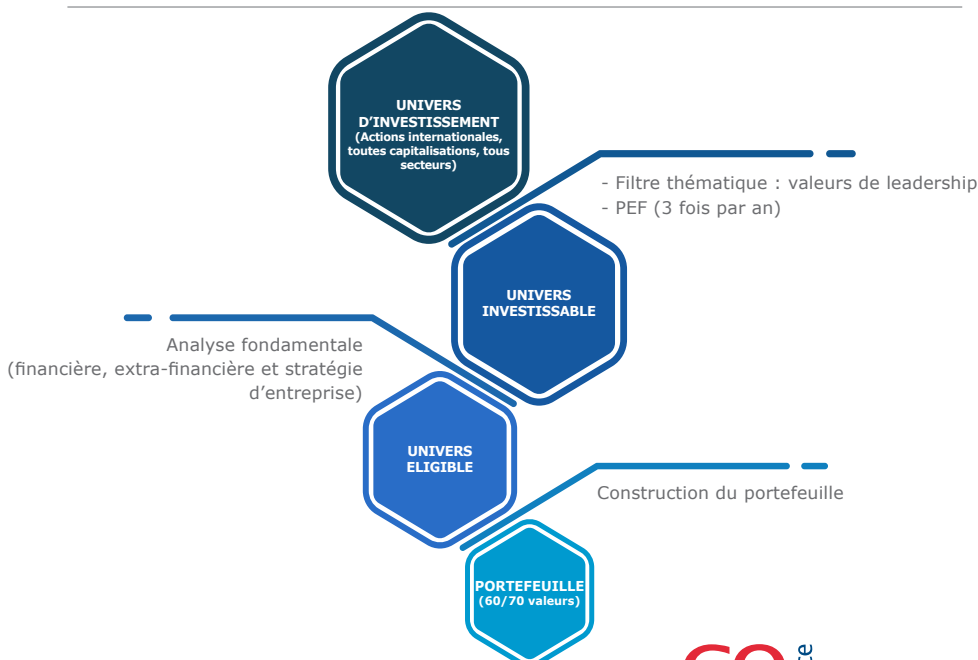 UNIVERS
D'INVESTISSEMENT
(Actions internationales,
toutes capitalisations, tous
secteurs)
- Filtre thématique : valeurs de leadership
- PEF (3 fois par an)
UNIVERS
INVESTISSABLE
Analyse fondamentale
(financière, extra-financière et stratégie
d'entreprise)
UNIVERS
ELIGIBLE
Construction du portefeuille
PORTEFEUILLE
(60/70 valeurs)